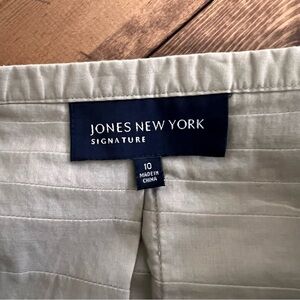 JONES NEW YORK
SIGNATURE
10
MADE IN
CHINA